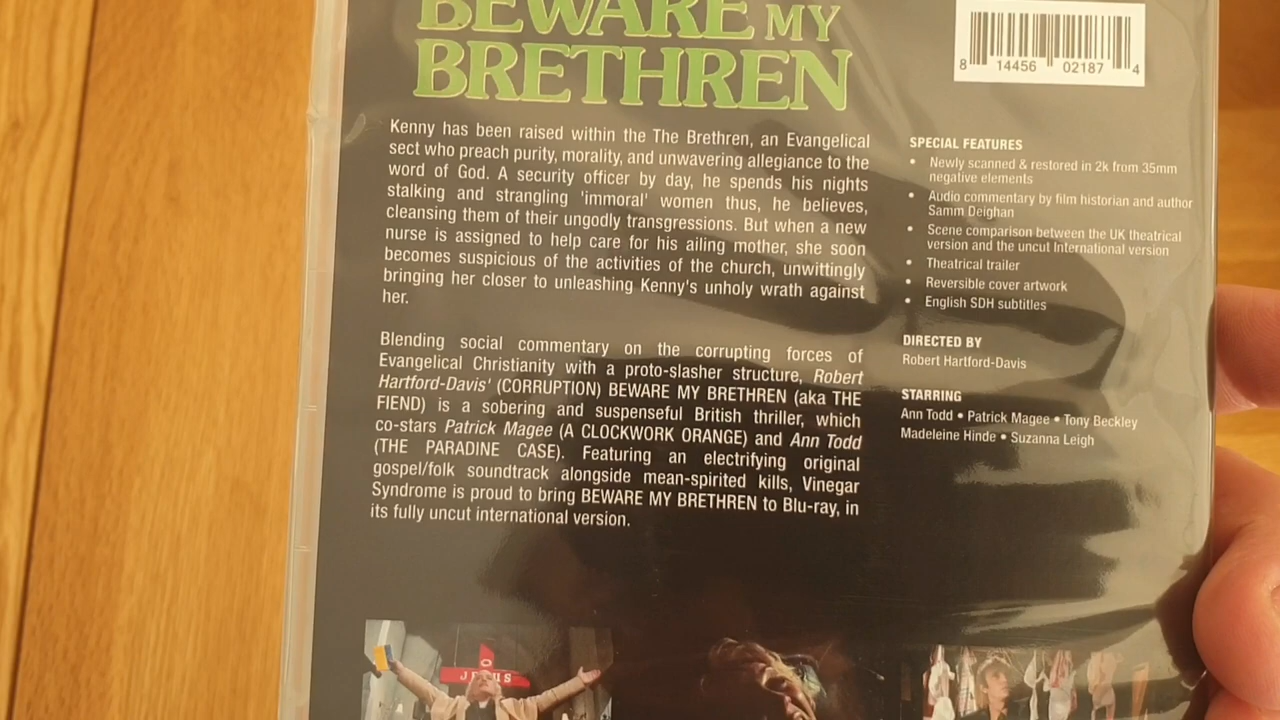 BEWARE MY
BRETHREN
8 14456 02187 4
Kenny has been raised within the The Brethren, an Evangelical
sect who preach purity, morality, and unwavering allegiance to the
word of God. A security officer by day, he spends his nights
stalking and strangling 'immoral' women thus, he believes,
cleansing them of their ungodly transgressions. But when a new
nurse is assigned to help care for his ailing mother, she soon
becomes suspicious of the activities of the church, unwittingly
bringing her closer to unleashing Kenny's unholy wrath against
her.
Blending social commentary on the corrupting forces of
Evangelical Christianity with a proto-slasher structure, Robert
Hartford-Davis' (CORRUPTION) BEWARE MY BRETHREN (aka THE
FIEND) is a sobering and suspenseful British thriller, which
co-stars Patrick Magee (A CLOCKWORK ORANGE) and Ann Todd
(THE PARADINE CASE). Featuring an electrifying original
gospel/folk soundtrack alongside mean-spirited kills, Vinegar
Syndrome is proud to bring BEWARE MY BRETHREN to Blu-ray, in
its fully uncut international version.
SPECIAL FEATURES
• Newly scanned & restored in 2k from 35mm
negative elements
• Audio commentary by film historian and author
Samm Deighan
• Scene comparison between the UK theatrical
version and the uncut International version
• Theatrical trailer
• Reversible cover artwork
• English SDH subtitles
DIRECTED BY
Robert Hartford-Davis
STARRING
Ann Todd • Patrick Magee • Tony Beckley
Madeleine Hinde • Suzanna Leigh